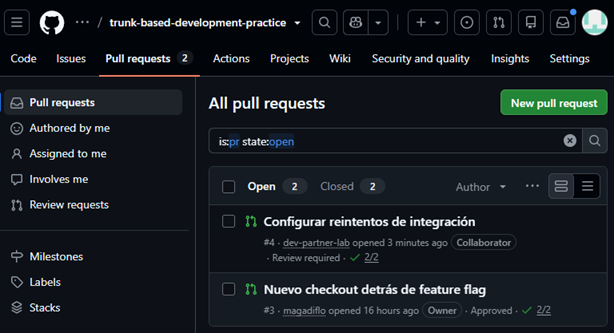 / trunk-based-development-practice
Code Issues Pull requests 2 Actions Projects Wiki Security and quality Insights Settings
Pull requests
Authored by me
Assigned to me
Involves me
Review requests
Milestones
Labels
Stacks
All pull requests
New pull request
is:pr state:open
Open 2 Closed 2 Author
Configurar reintentos de integración
#4 · dev-partner-lab opened 3 minutes ago Collaborator
· Review required · 2/2
Nuevo checkout detrás de feature flag
#3 · magadiflo opened 16 hours ago Owner · Approved · 2/2